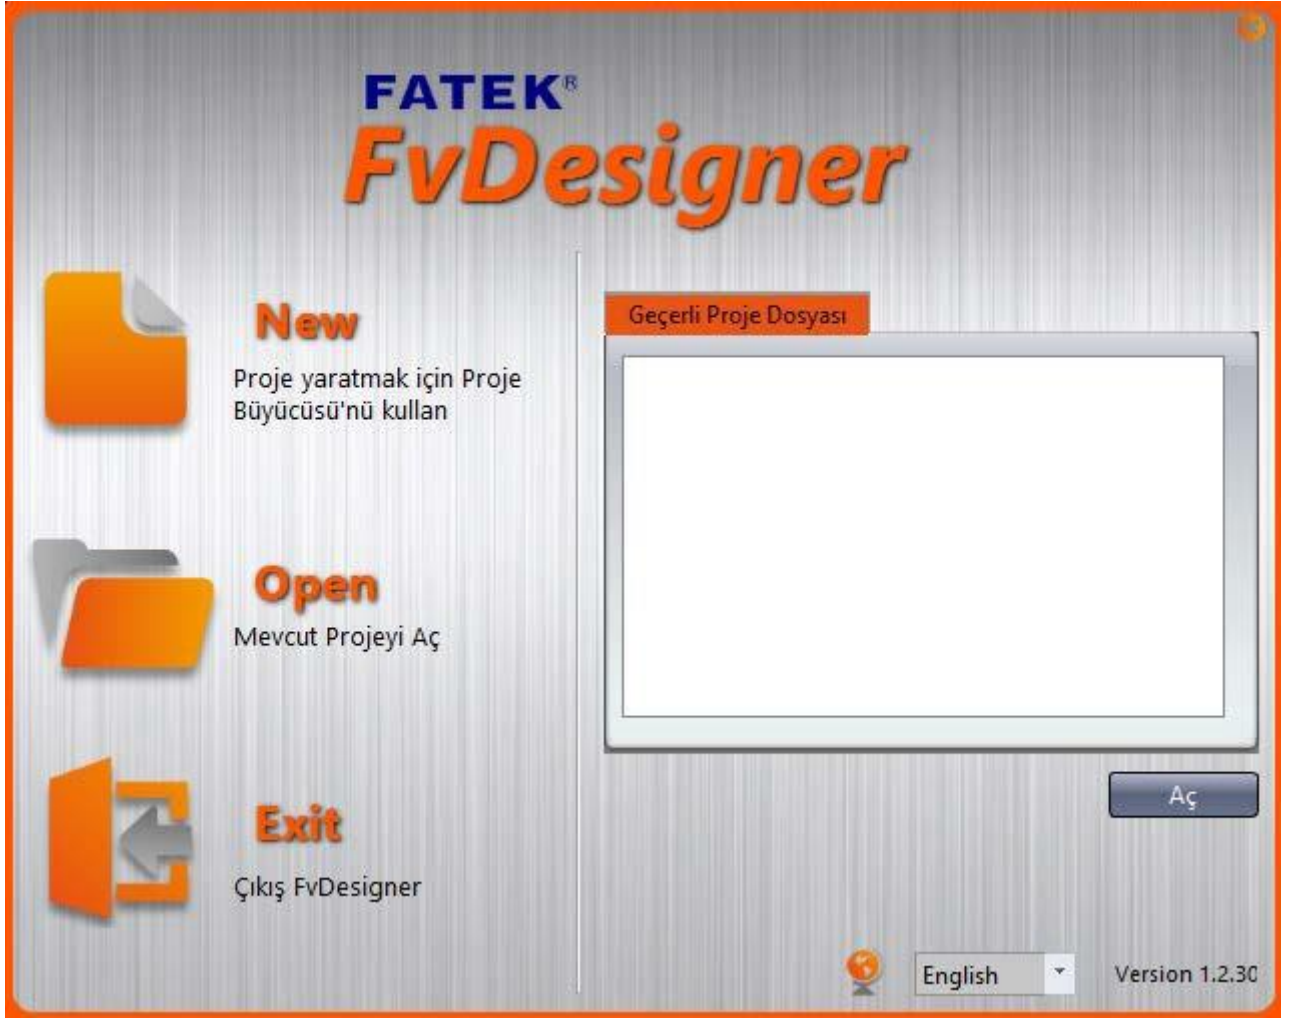 FATEK®
FvDesigner
New
Proje yaratmak için Proje
Büyücüsü'nü kullan
Open
Mevcut Projeyi Aç
Exit
Çıkış FvDesigner
Geçerli Proje Dosyası
Aç
English
Version 1.2.30